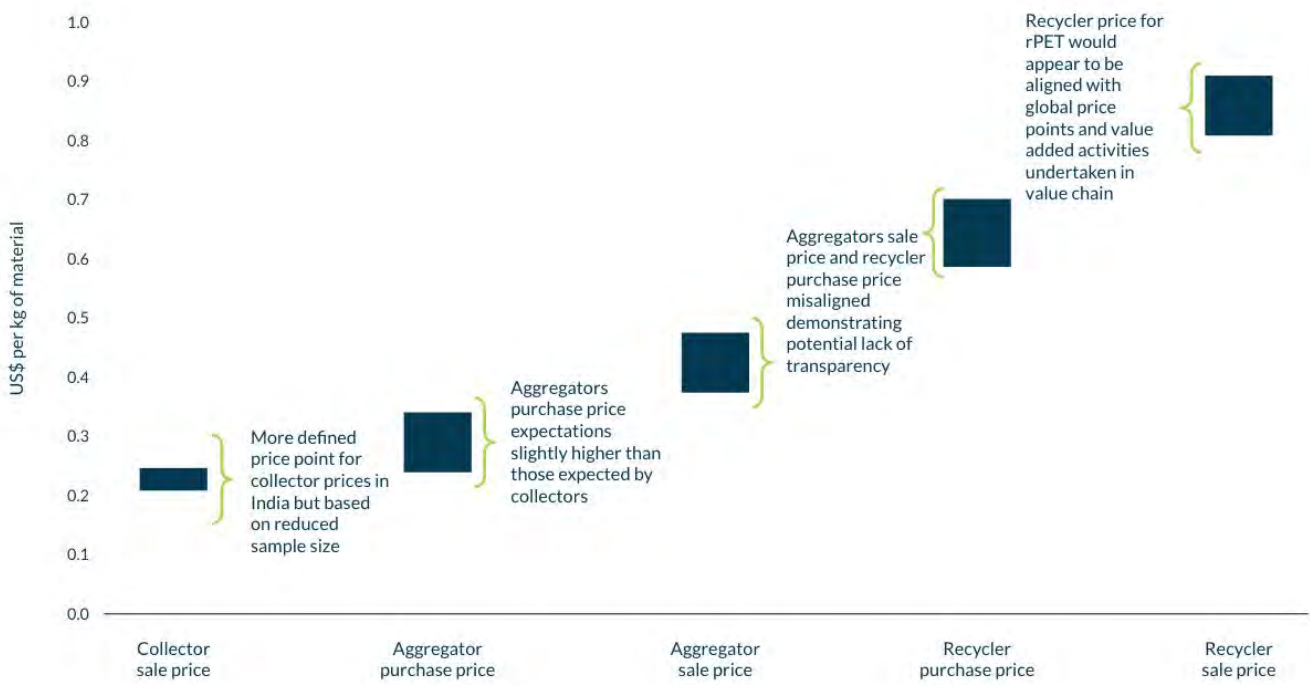 US$ per kg of material
1.0
0.9
0.8
0.7
0.6
0.5
0.4
0.3
0.2
0.1
0.0
More defined
price point for
collector prices in
India but based
on reduced
sample size
Aggregators
purchase price
expectations
slightly higher than
those expected by
collectors
Aggregators sale
price and recycler
purchase price
misaligned
demonstrating
potential lack of
transparency
Recycler price for
rPET would
appear to be
aligned with
global price
points and value
added activities
undertaken in
value chain
Collector
sale price
Aggregator
purchase price
Aggregator
sale price
Recycler
purchase price
Recycler
sale price